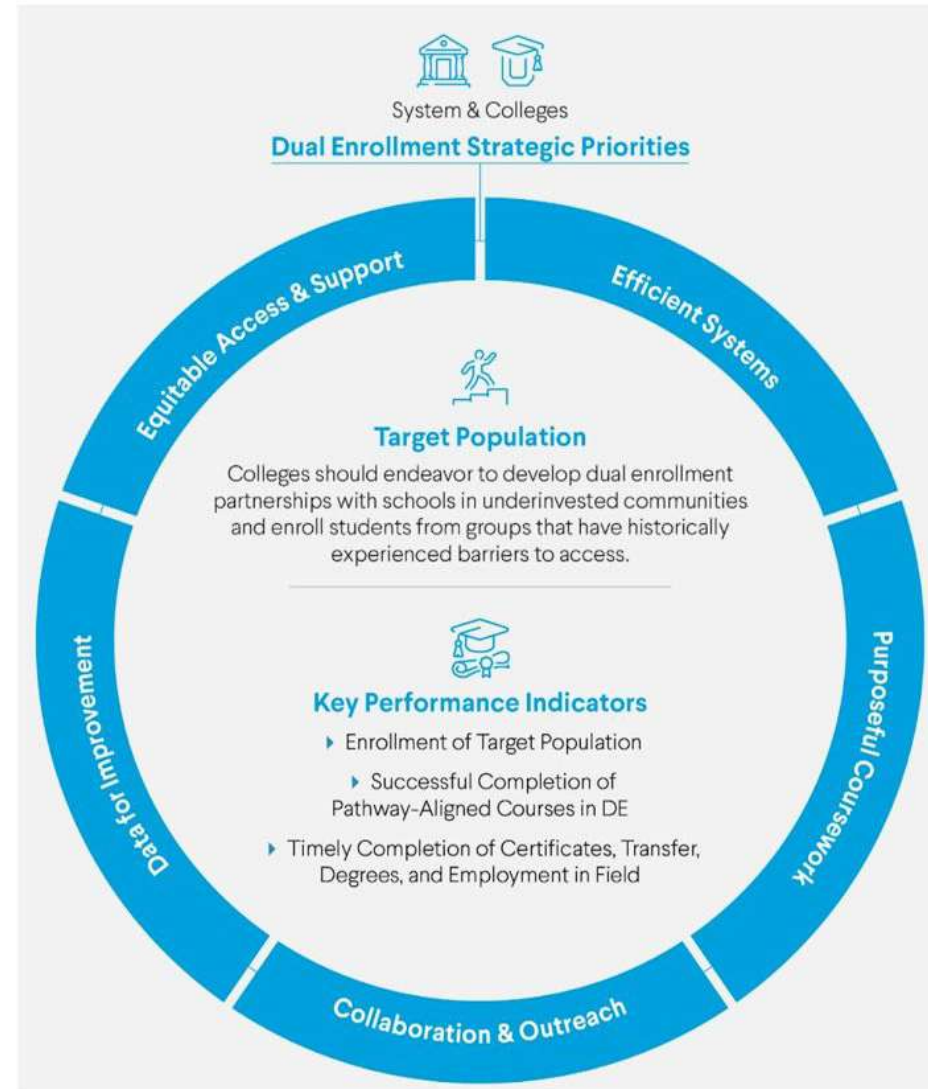 System & Colleges
Dual Enrollment Strategic Priorities
Equitable Access & Support
Efficient Systems
Target Population
Colleges should endeavor to develop dual enrollment
partnerships with schools in underinvested communities
and enroll students from groups that have historically
experienced barriers to access.
Key Performance Indicators
Enrollment of Target Population
Successful Completion of
Pathway-Aligned Courses in DE
Timely Completion of Certificates, Transfer,
Degrees, and Employment in Field
Data for Improvement
Purposeful Coursework
Collaboration & Outreach